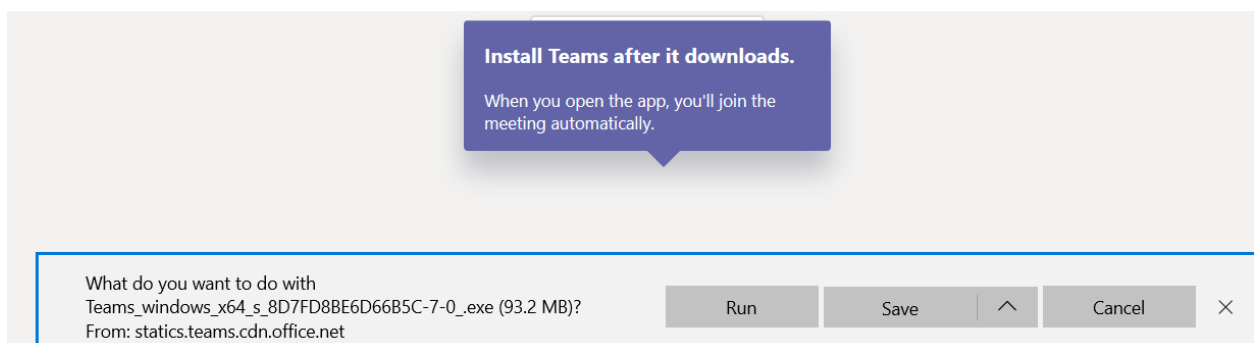 Install Teams after it downloads.
When you open the app, you'll join the
meeting automatically.
What do you want to do with
Teams_windows_x64_s_8D7FD8BE6D66B5C-7-0_.exe (93.2 MB)?
From: statics.teams.cdn.office.net
Run
Save
Cancel